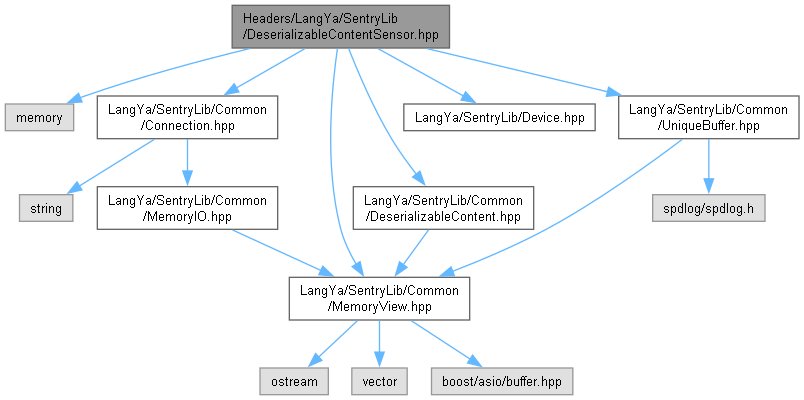 Headers/LangYa/SentryLib
/DeserializableContentSensor.hpp
memory
LangYa/SentryLib/Common
/Connection.hpp
LangYa/SentryLib/Device.hpp
LangYa/SentryLib/Common
/UniqueBuffer.hpp
string
LangYa/SentryLib/Common
/MemoryIO.hpp
LangYa/SentryLib/Common
/DeserializableContent.hpp
spdlog/spdlog.h
LangYa/SentryLib/Common
/MemoryView.hpp
ostream
vector
boost/asio/buffer.hpp